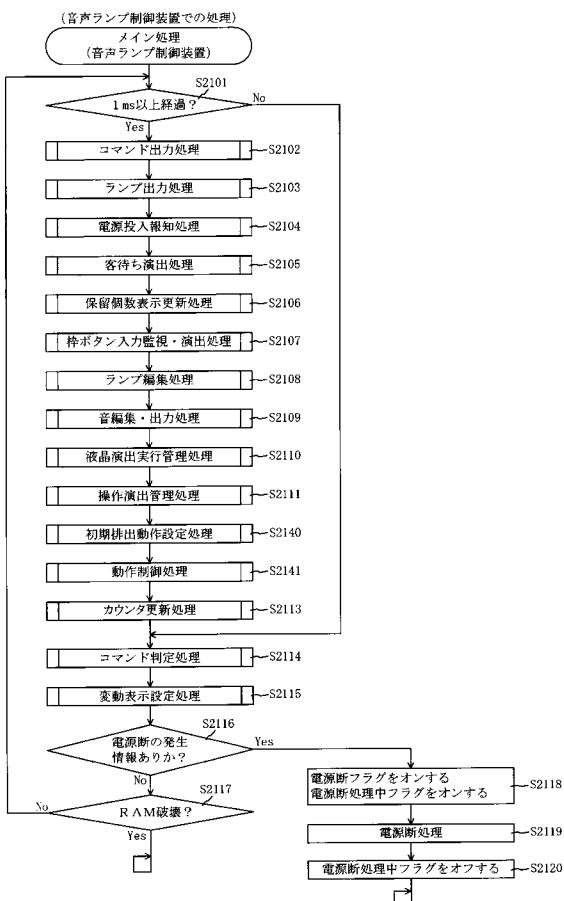 (音声ランプ制御装置での処理)
メイン処理
(音声ランプ制御装置)
S2101
1ms以上経過?
No
Yes
コマンド出力処理
S2102
ランプ出力処理
S2103
電源投入報知処理
S2104
客待ち演出処理
S2105
保留個数表示更新処理
S2106
枠ボタン入力監視・演出処理
S2107
ランプ編集処理
S2108
音編集・出力処理
S2109
液晶演出実行管理処理
S2110
操作演出管理処理
S2111
初期排出動作設定処理
S2140
動作制御処理
S2141
カウンタ更新処理
S2113
コマンド判定処理
S2114
変動表示設定処理
S2115
S2116
電源断の発生
情報ありか?
Yes
No
S2117
RAM破壊?
No
Yes
電源断フラグをオンする
電源断処理中フラグをオンする
S2118
電源断処理
S2119
電源断処理中フラグをオフする
S2120